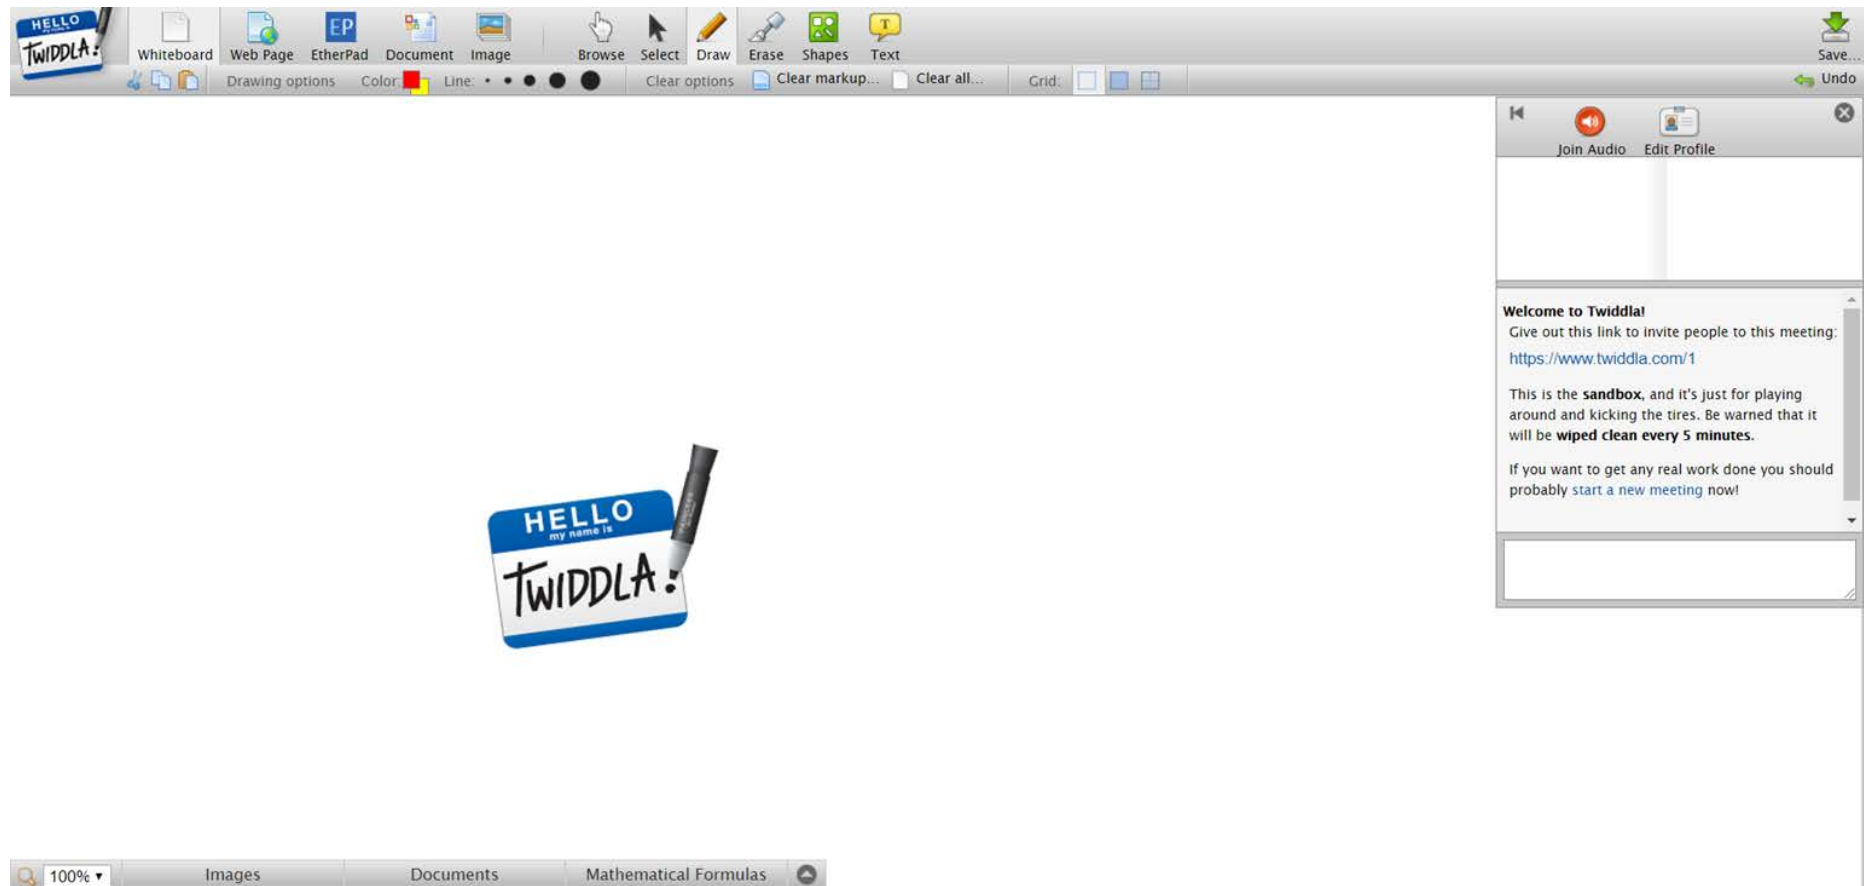 HELLO
TWIDDLA!
Whiteboard Web Page EtherPad Document Image Browse Select Draw Erase Shapes Text
EP
T
Save...
Drawing options Color: Line: Clear options Clear markup... Clear all... Grid:
Undo
Join Audio Edit Profile
Welcome to Twiddla!
Give out this link to invite people to this meeting:
https://www.twiddla.com/1
This is the sandbox, and it's just for playing
around and kicking the tires. Be warned that it
will be wiped clean every 5 minutes.
If you want to get any real work done you should
probably start a new meeting now!
HELLO
my name is
TWIDDLA!
100% Images Documents Mathematical Formulas